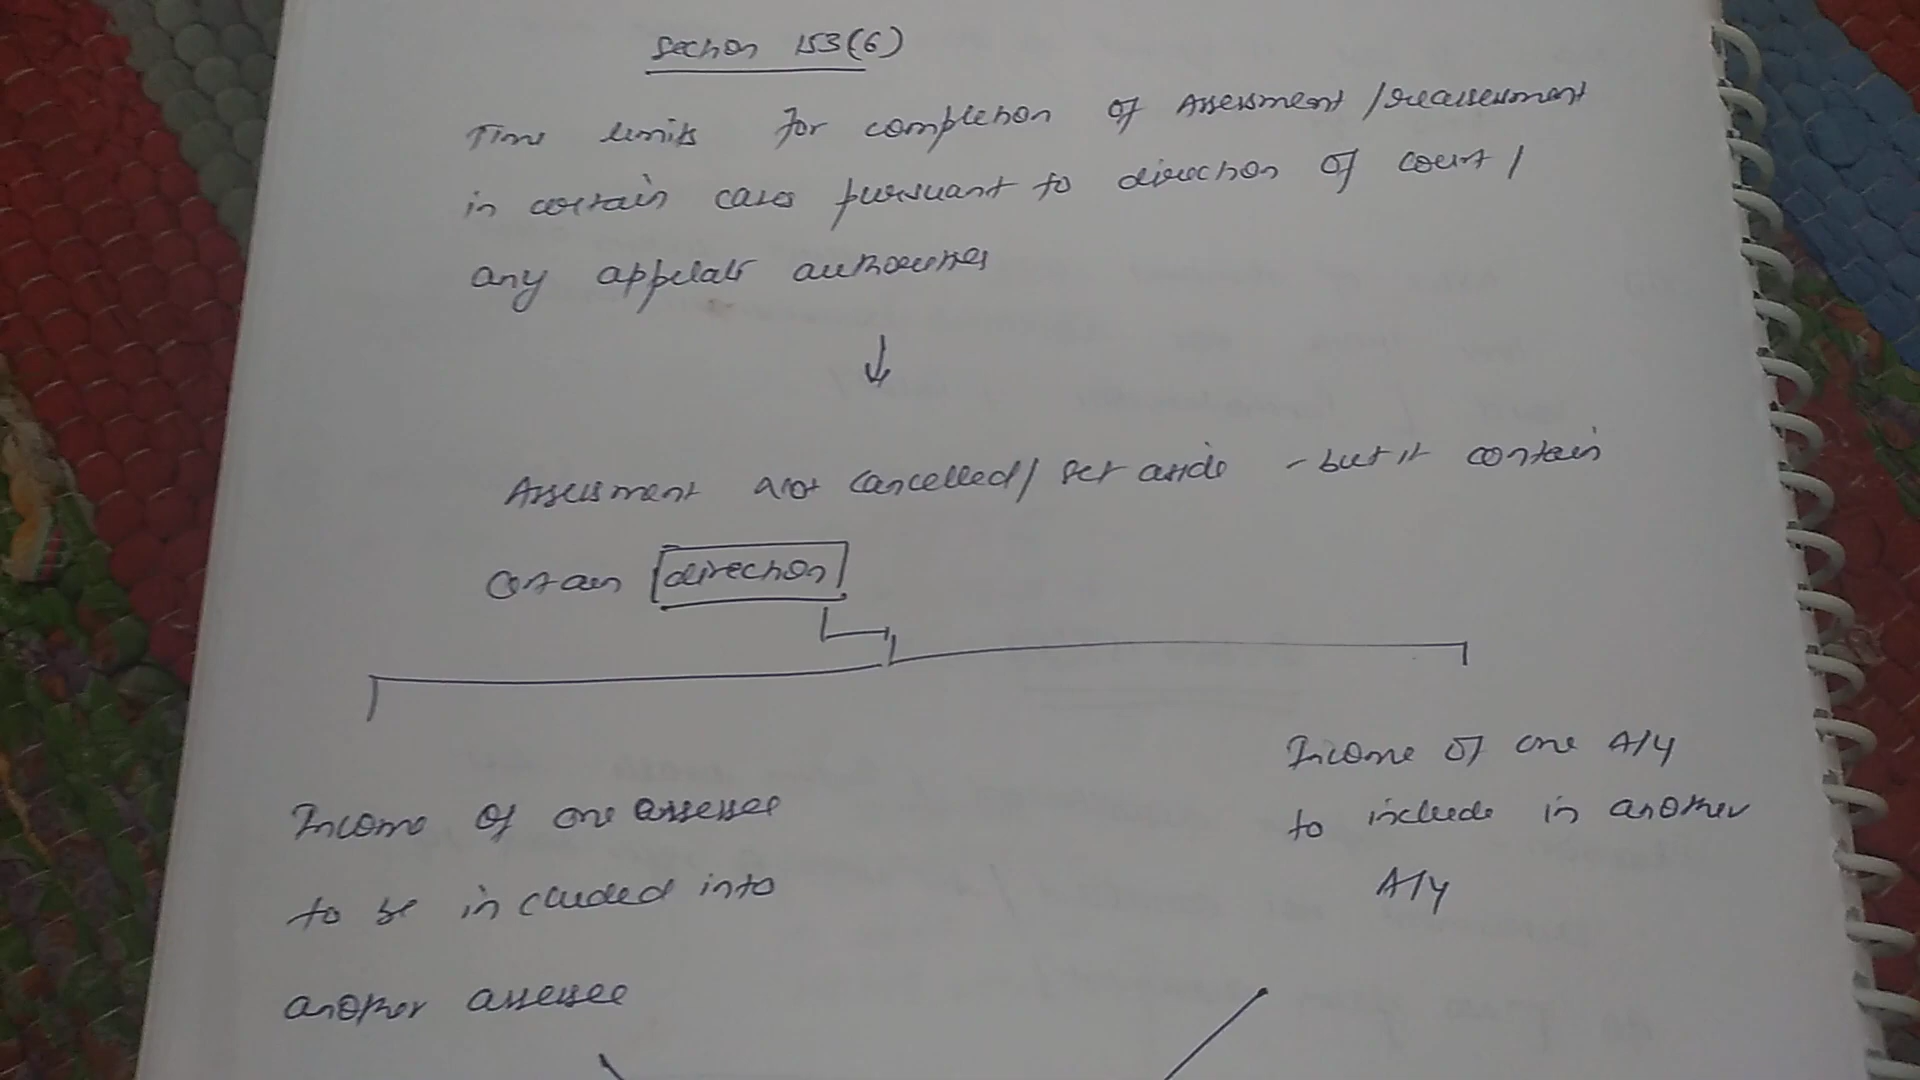 Section 153(6)
Time limits for completion of Assessment / reassessment
in certain cases pursuant to direction of court /
any appelate authorities
↓
Assessment not cancelled / set aside - but it contain
Certain direction
Income of one assessee
to be included into
another assessee
Income of one A/y
to include in another
A/y